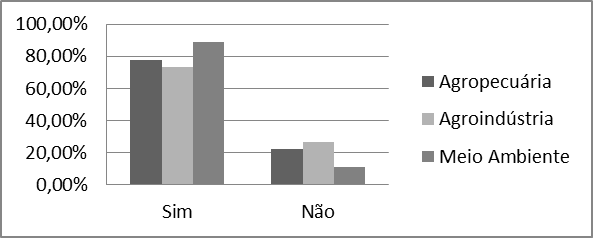 100,00%
80,00%
60,00%
40,00%
20,00%
0,00%
Sim Não
Agropecuária
Agroindústria
Meio Ambiente